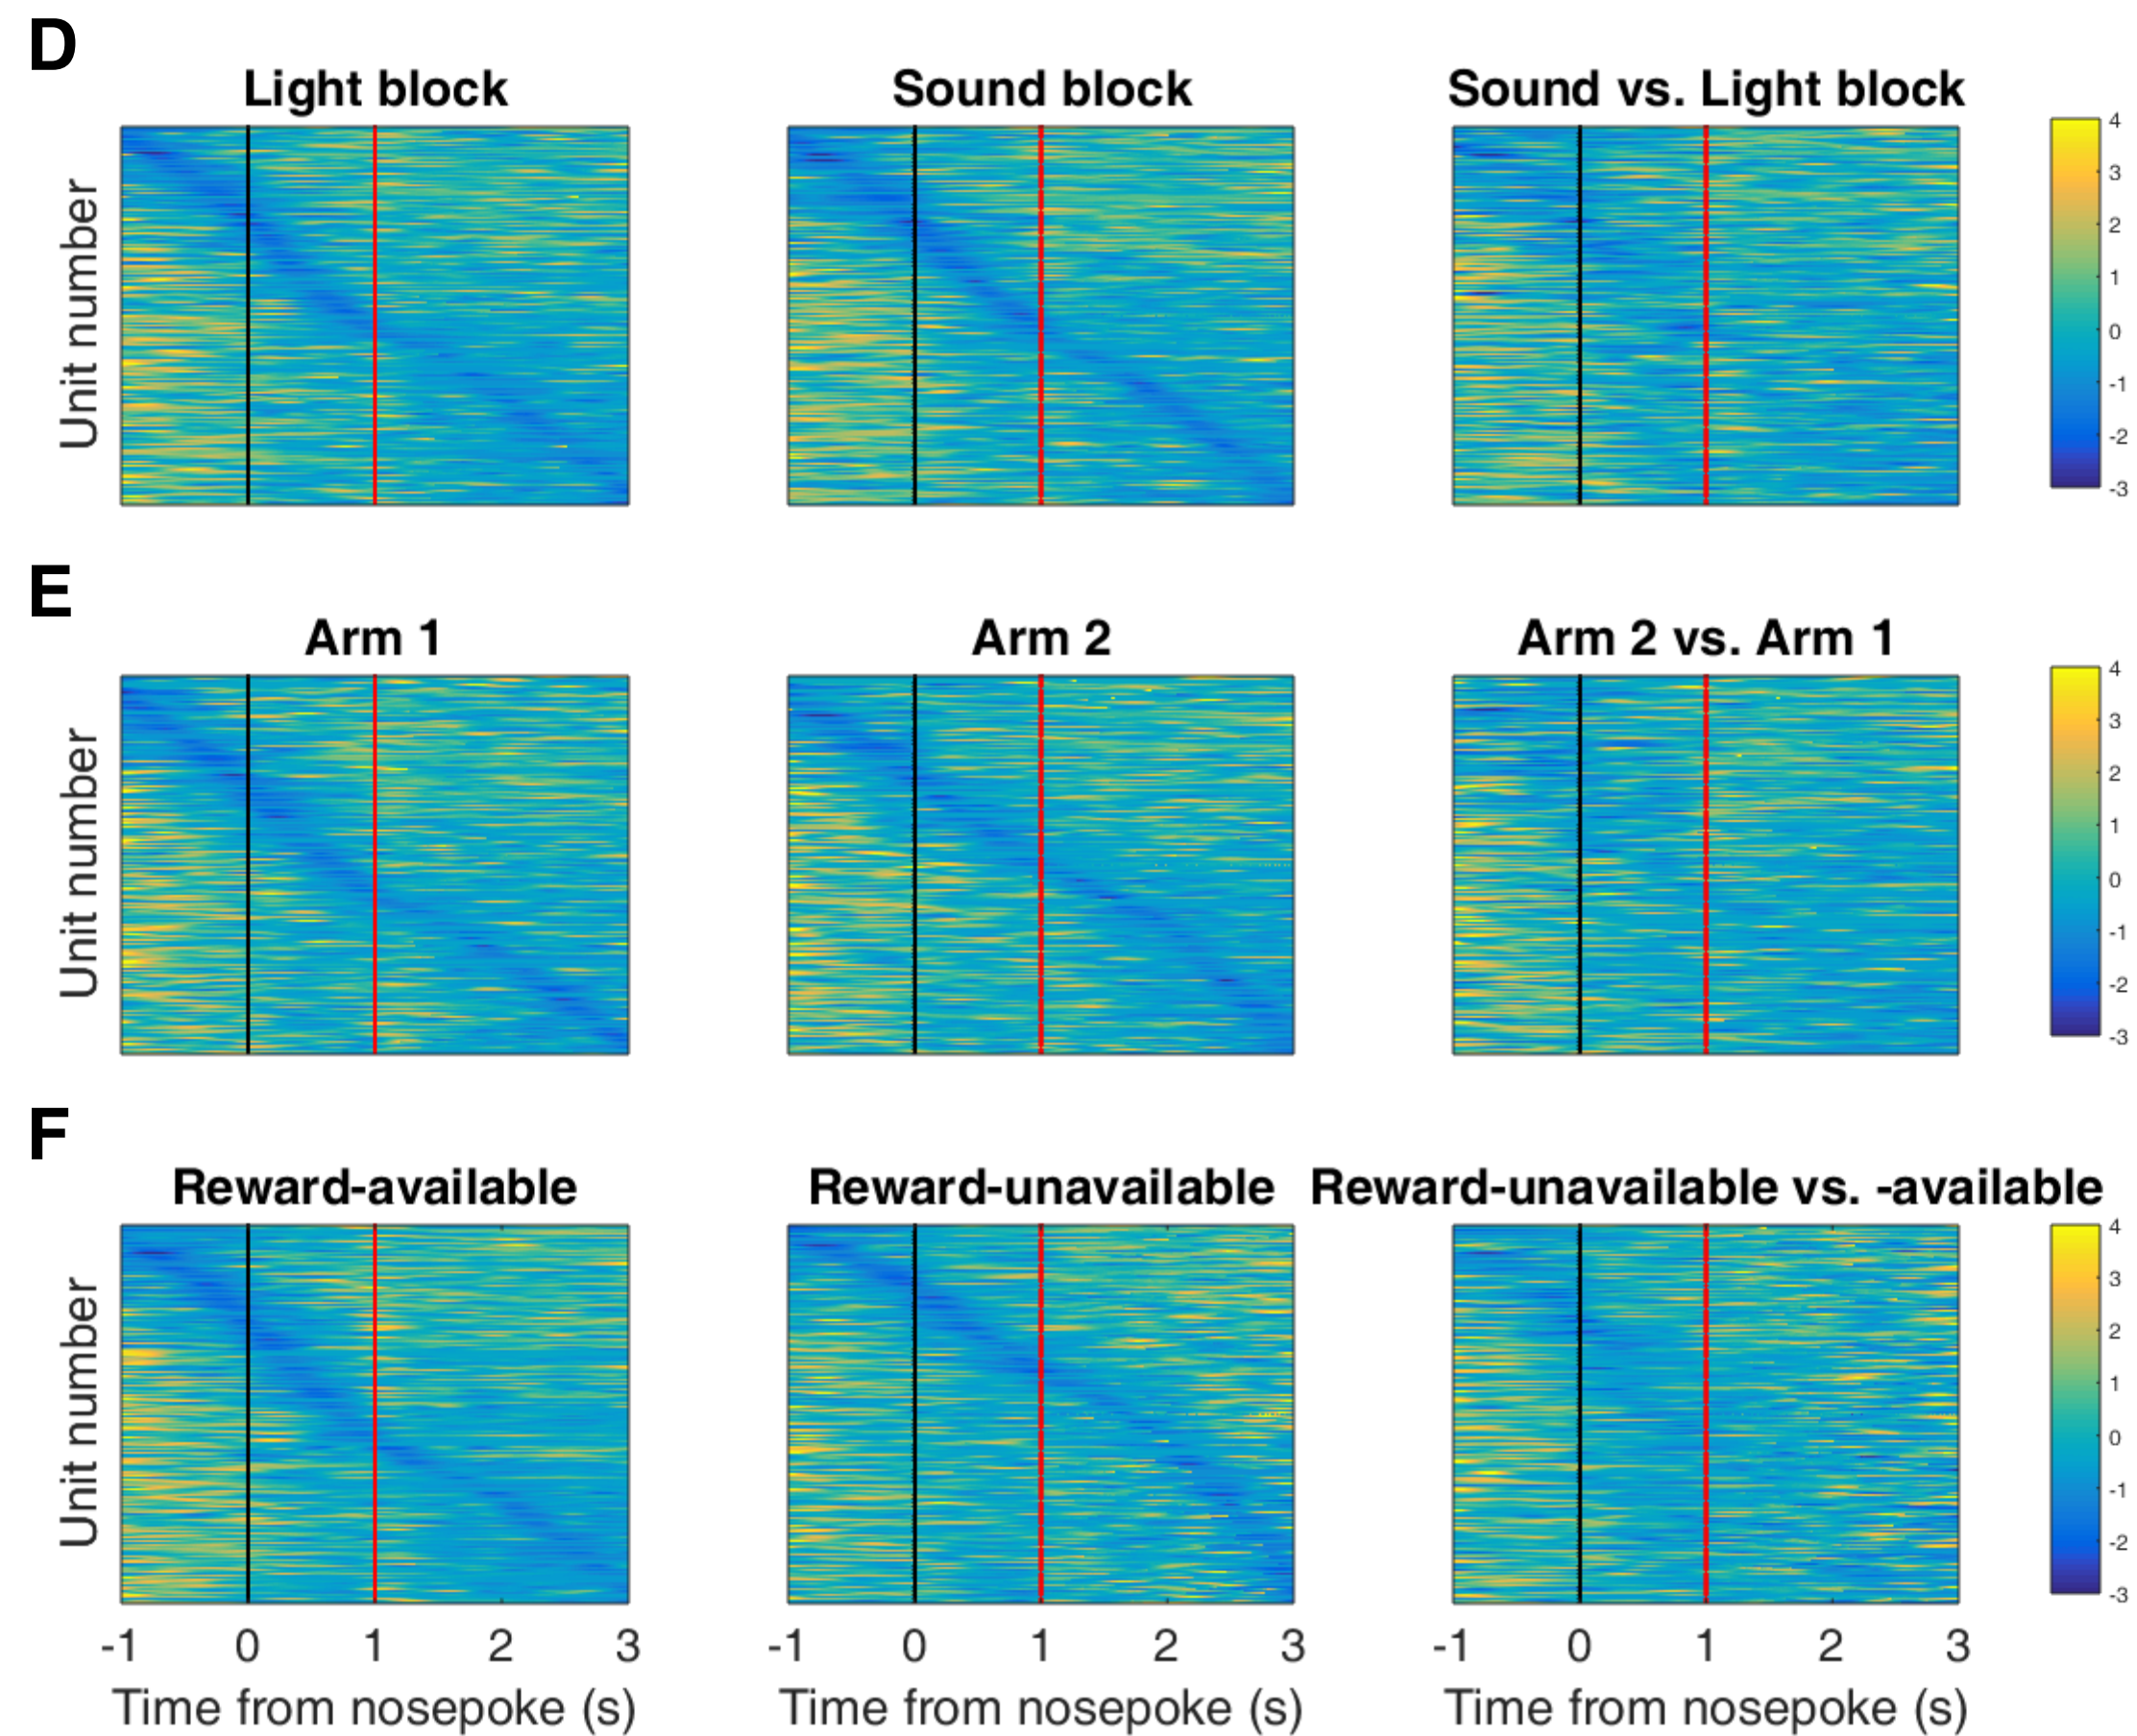 D
Light block
Sound block
Sound vs. Light block
Unit number
4
3
2
1
0
-1
-2
-3
E
Arm 1
Arm 2
Arm 2 vs. Arm 1
Unit number
4
3
2
1
0
-1
-2
-3
F
Reward-available
Reward-unavailable
Reward-unavailable vs. -available
Unit number
4
3
2
1
0
-1
-2
-3
-1 0 1 2 3
-1 0 1 2 3
-1 0 1 2 3
Time from nosepoke (s)
Time from nosepoke (s)
Time from nosepoke (s)